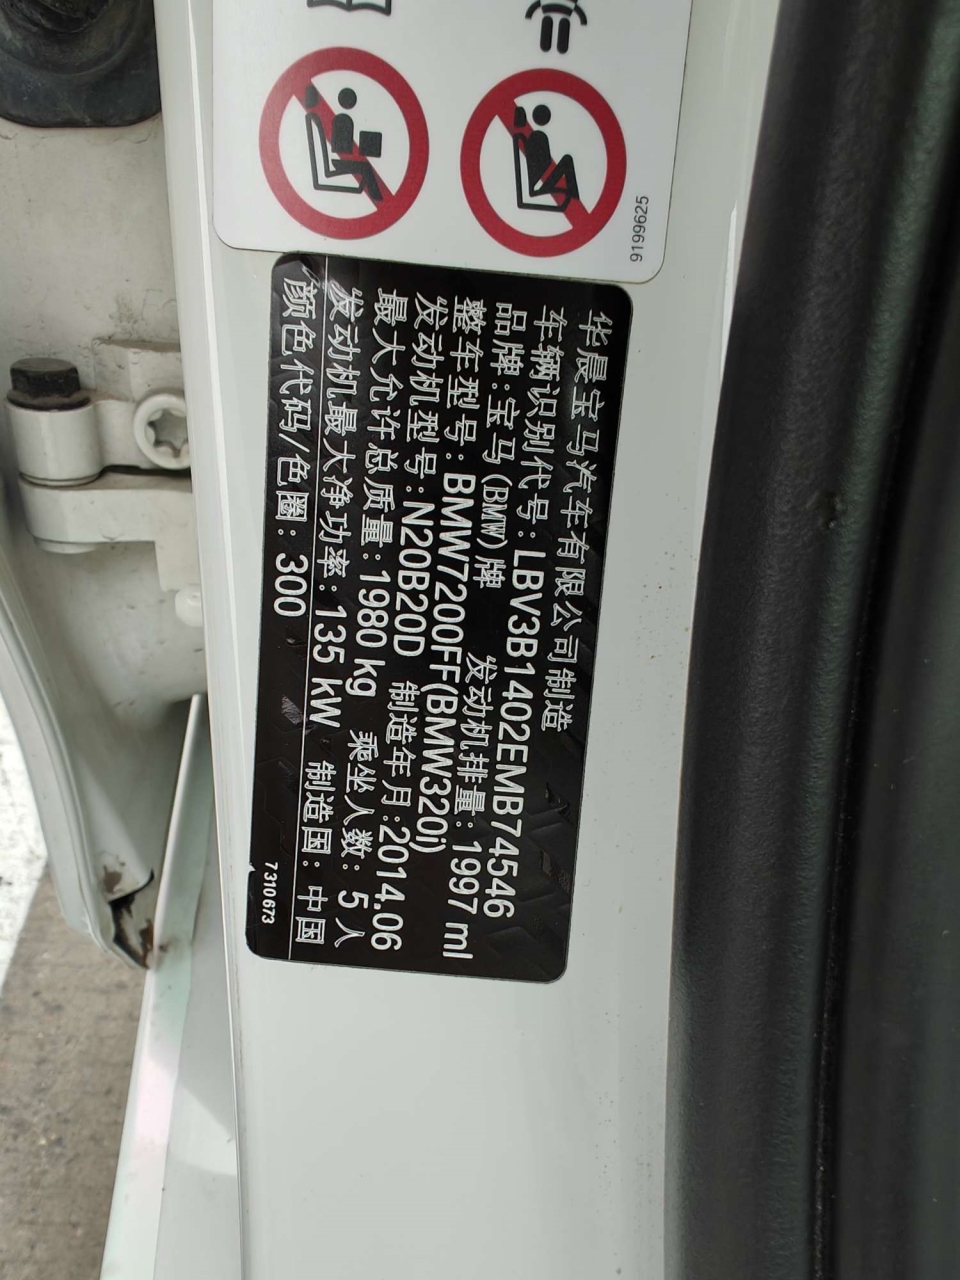 9199625
华晨宝马汽车有限公司制造
车辆识别代号:LBV3B1402EMB74546
品牌:宝马(BMW)牌 发动机排量:1997 ml
整车型号:BMW7200FF(BMW320i)
发动机型号:N20B20D 制造年月:2014.06
最大允许总质量:1980 kg 乘坐人数:5人
发动机最大净功率:135 kW 制造国:中国
颜色代码/色圈:300
7310673